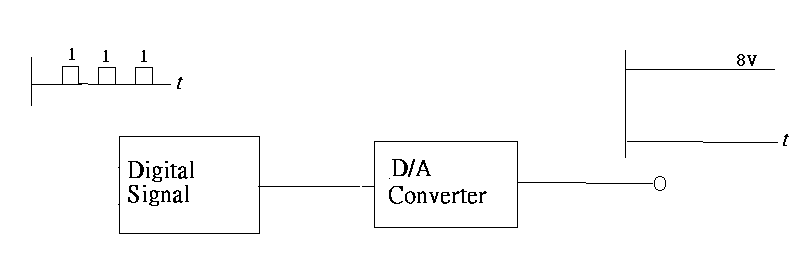 1 1 1
t
8V
t
Digital
Signal
D/A
Converter